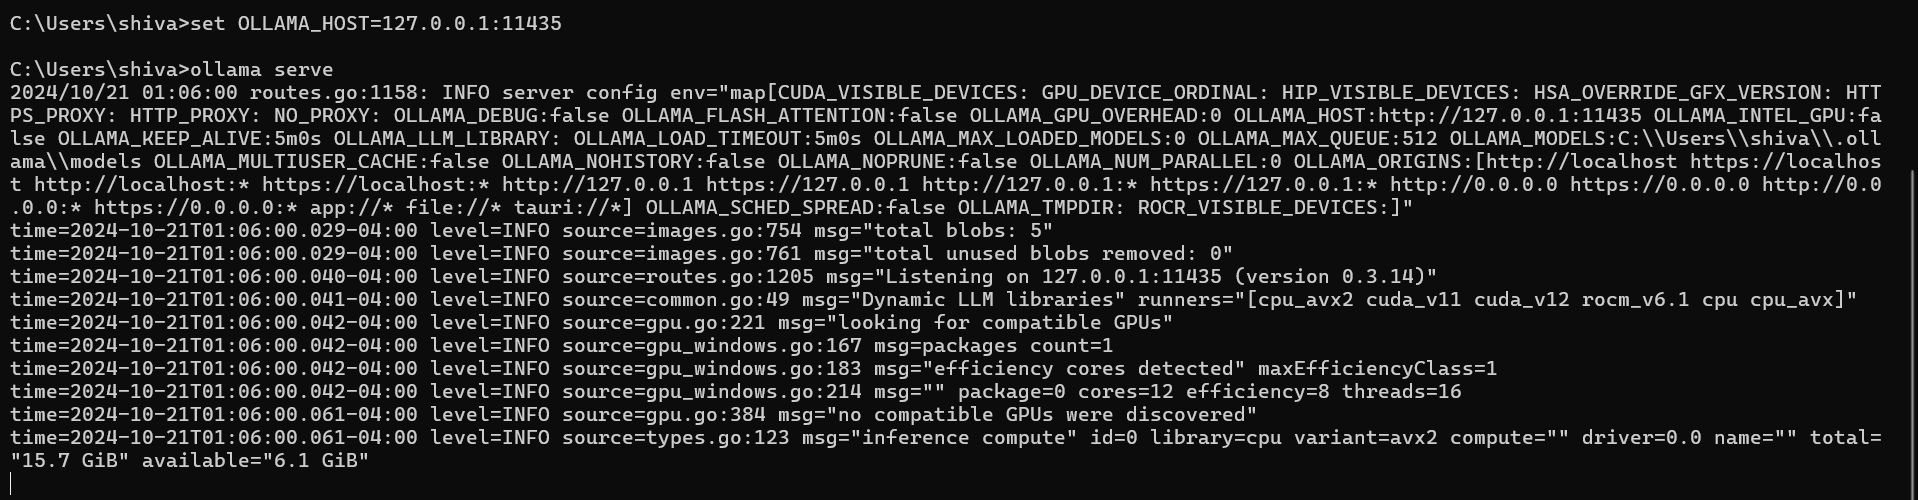 C:\Users\shiva>set OLLAMA_HOST=127.0.0.1:11435
C:\Users\shiva>ollama serve
2024/10/21 01:06:00 routes.go:1158: INFO server config env="map[CUDA_VISIBLE_DEVICES: GPU_DEVICE_ORDINAL: HIP_VISIBLE_DEVICES: HSA_OVERRIDE_GFX_VERSION: HTT
PS_PROXY: HTTP_PROXY: NO_PROXY: OLLAMA_DEBUG:false OLLAMA_FLASH_ATTENTION:false OLLAMA_GPU_OVERHEAD:0 OLLAMA_HOST:http://127.0.0.1:11435 OLLAMA_INTEL_GPU:fa
lse OLLAMA_KEEP_ALIVE:5m0s OLLAMA_LLM_LIBRARY: OLLAMA_LOAD_TIMEOUT:5m0s OLLAMA_MAX_LOADED_MODELS:0 OLLAMA_MAX_QUEUE:512 OLLAMA_MODELS:C:\\Users\\shiva\\.oll
ama\\models OLLAMA_MULTIUSER_CACHE:false OLLAMA_NOHISTORY:false OLLAMA_NOPRUNE:false OLLAMA_NUM_PARALLEL:0 OLLAMA_ORIGINS:[http://localhost https://localhos
t http://localhost:* https://localhost:* http://127.0.0.1 https://127.0.0.1 http://127.0.0.1:* https://127.0.0.1:* http://0.0.0.0 https://0.0.0.0 http://0.0
.0.0:* https://0.0.0.0:* app://* file://* tauri://*] OLLAMA_SCHED_SPREAD:false OLLAMA_TMPDIR: ROCR_VISIBLE_DEVICES:]"
time=2024-10-21T01:06:00.029-04:00 level=INFO source=images.go:754 msg="total blobs: 5"
time=2024-10-21T01:06:00.029-04:00 level=INFO source=images.go:761 msg="total unused blobs removed: 0"
time=2024-10-21T01:06:00.040-04:00 level=INFO source=routes.go:1205 msg="Listening on 127.0.0.1:11435 (version 0.3.14)"
time=2024-10-21T01:06:00.041-04:00 level=INFO source=common.go:49 msg="Dynamic LLM libraries" runners="[cpu_avx2 cuda_v11 cuda_v12 rocm_v6.1 cpu cpu_avx]"
time=2024-10-21T01:06:00.042-04:00 level=INFO source=gpu.go:221 msg="looking for compatible GPUs"
time=2024-10-21T01:06:00.042-04:00 level=INFO source=gpu_windows.go:167 msg=packages count=1
time=2024-10-21T01:06:00.042-04:00 level=INFO source=gpu_windows.go:183 msg="efficiency cores detected" maxEfficiencyClass=1
time=2024-10-21T01:06:00.042-04:00 level=INFO source=gpu_windows.go:214 msg="" package=0 cores=12 efficiency=8 threads=16
time=2024-10-21T01:06:00.061-04:00 level=INFO source=gpu.go:384 msg="no compatible GPUs were discovered"
time=2024-10-21T01:06:00.061-04:00 level=INFO source=types.go:123 msg="inference compute" id=0 library=cpu variant=avx2 compute="" driver=0.0 name="" total=
"15.7 GiB" available="6.1 GiB"